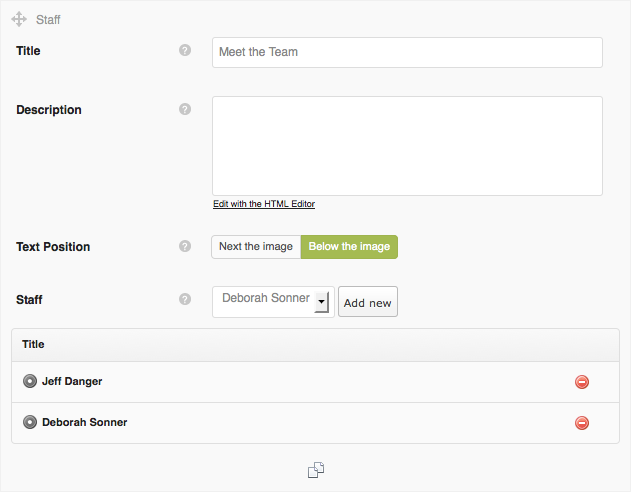 Staff
Title ? Meet the Team
Description ?
Edit with the HTML Editor
Text Position ? Next the image Below the image
Staff ? Deborah Sonner Add new
Title
Jeff Danger
Deborah Sonner